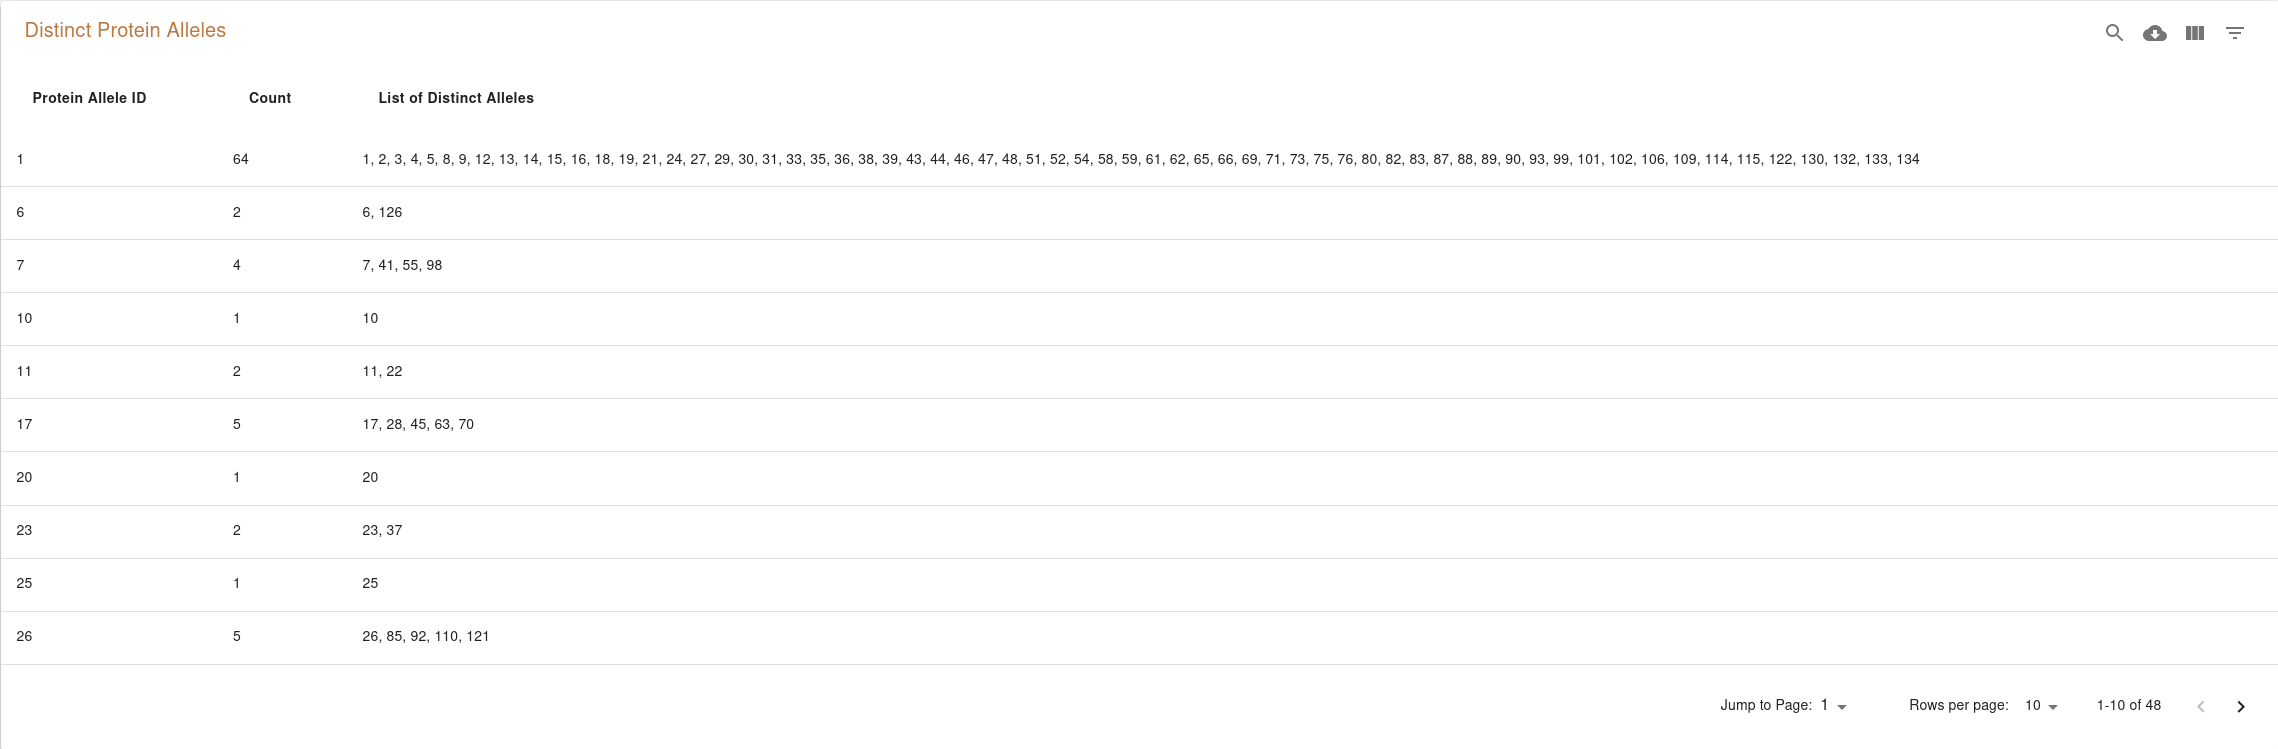 Distinct Protein Alleles
Protein Allele ID Count List of Distinct Alleles
1 64 1, 2, 3, 4, 5, 8, 9, 12, 13, 14, 15, 16, 18, 19, 21, 24, 27, 29, 30, 31, 33, 35, 36, 38, 39, 43, 44, 46, 47, 48, 51, 52, 54, 58, 59, 61, 62, 65, 66, 69, 71, 73, 75, 76, 80, 82, 83, 87, 88, 89, 90, 93, 99, 101, 102, 106, 109, 114, 115, 122, 130, 132, 133, 134
6 2 6, 126
7 4 7, 41, 55, 98
10 1 10
11 2 11, 22
17 5 17, 28, 45, 63, 70
20 1 20
23 2 23, 37
25 1 25
26 5 26, 85, 92, 110, 121
Jump to Page: 1 Rows per page: 10 1-10 of 48